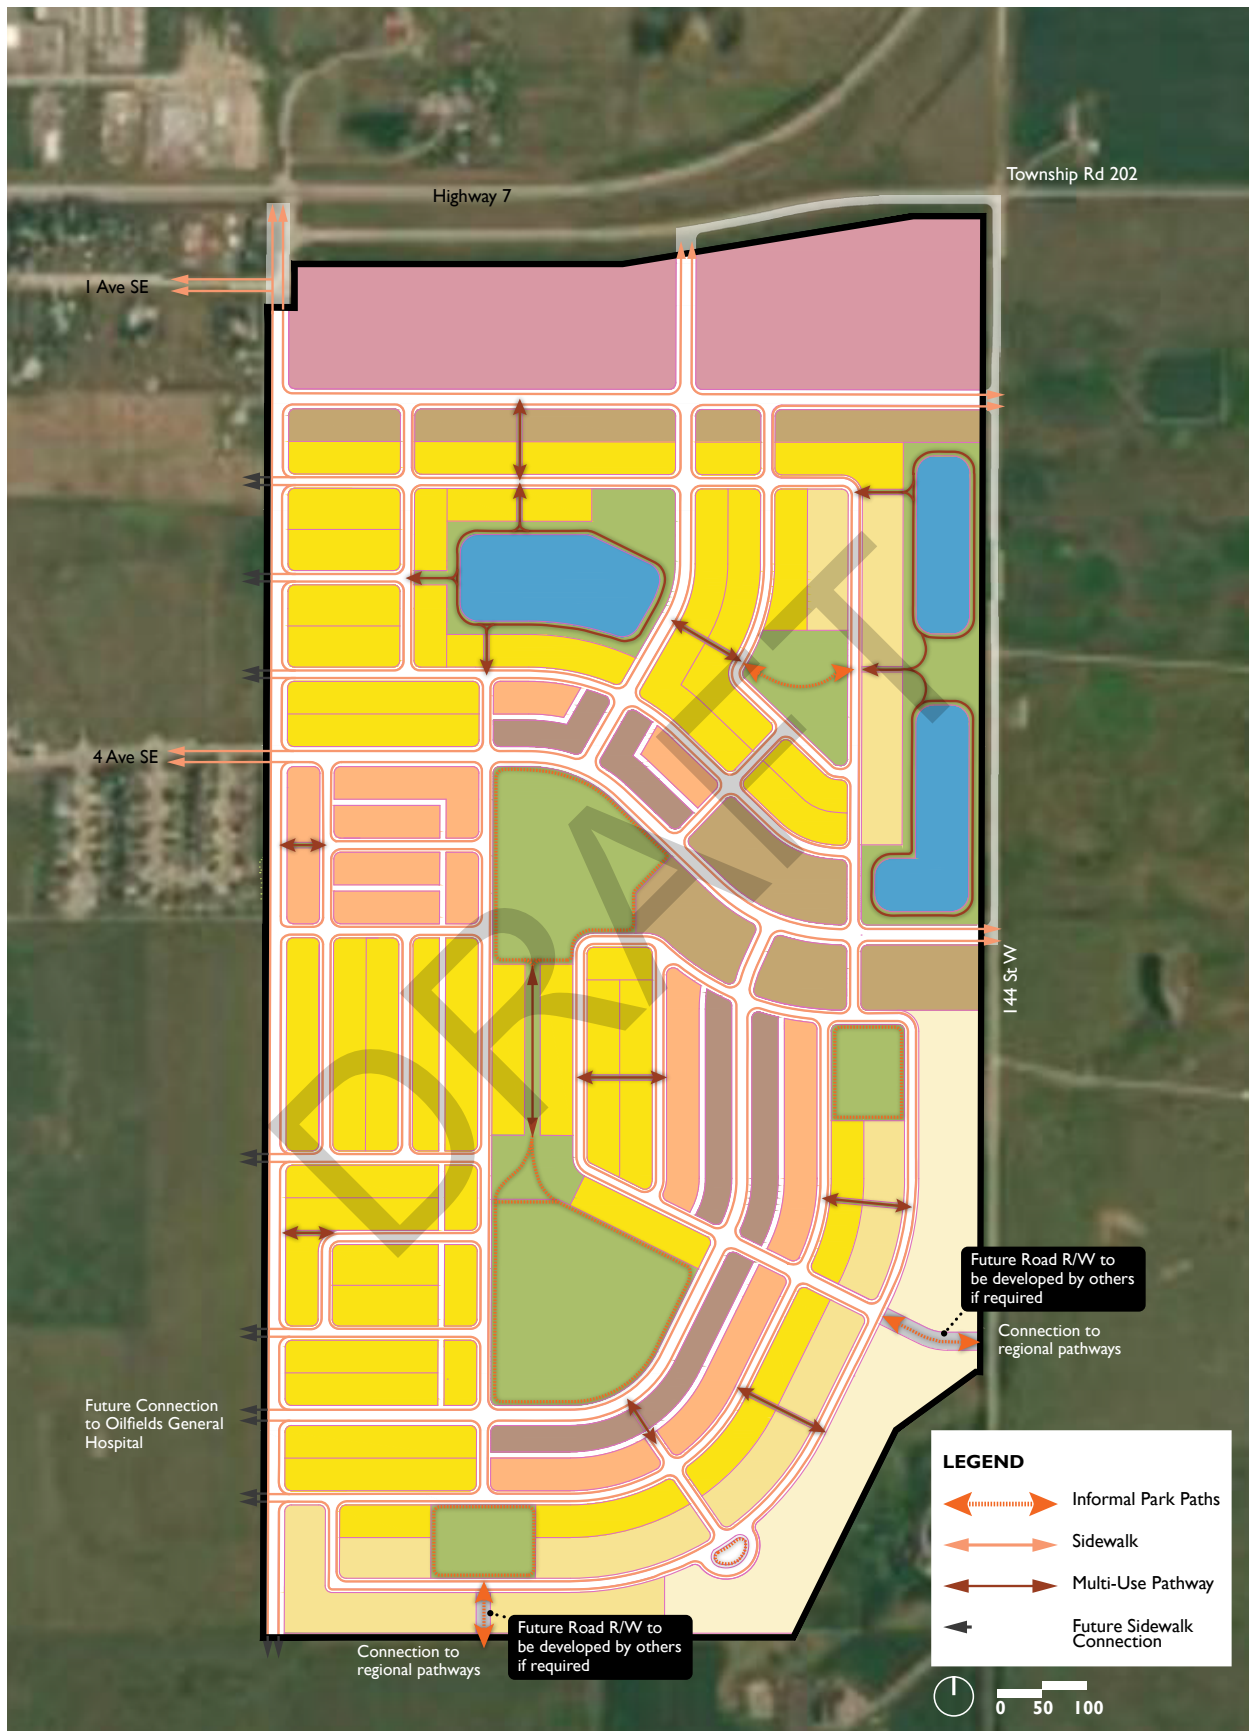 Township Rd 202
Highway 7
1 Ave SE
4 Ave SE
DRAFT
144 St W
Future Road R/W to
be developed by others
if required
Connection to
regional pathways
Future Connection
to Oilfields General
Hospital
LEGEND
Informal Park Paths
Sidewalk
Multi-Use Pathway
Future Sidewalk
Connection
Future Road R/W to
be developed by others
if required
Connection to
regional pathways
0 50 100